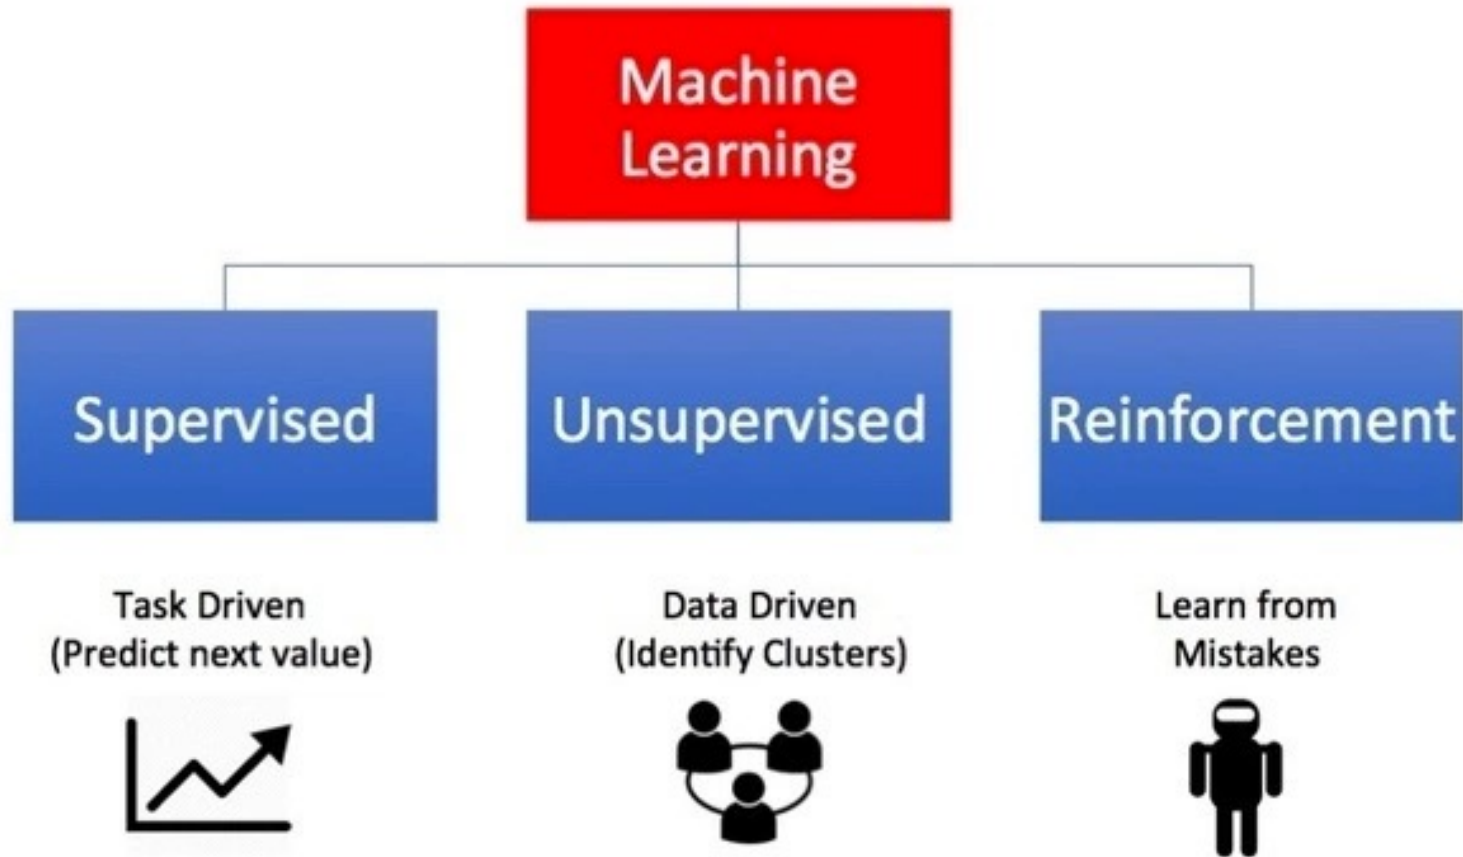 Machine
Learning
Supervised
Unsupervised
Reinforcement
Task Driven
(Predict next value)
Data Driven
(Identify Clusters)
Learn from
Mistakes